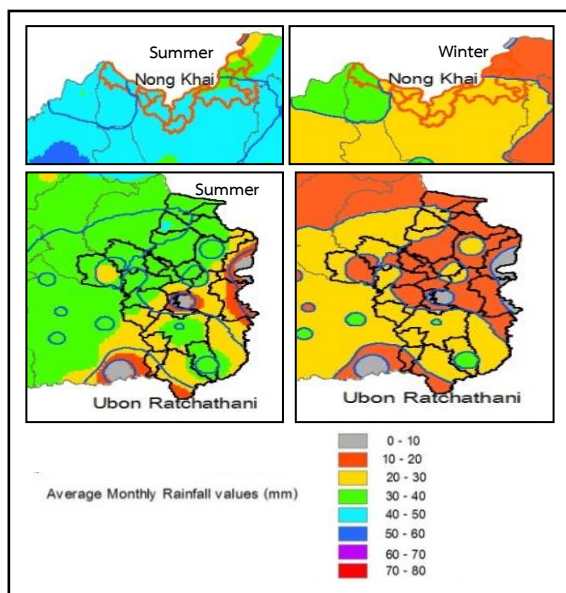 Summer
Nong Khai
Winter
Nong Khai
Summer
Ubon Ratchathani
Ubon Ratchathani
Average Monthly Rainfall values (mm)
0 - 10
10 - 20
20 - 30
30 - 40
40 - 50
50 - 60
60 - 70
70 - 80